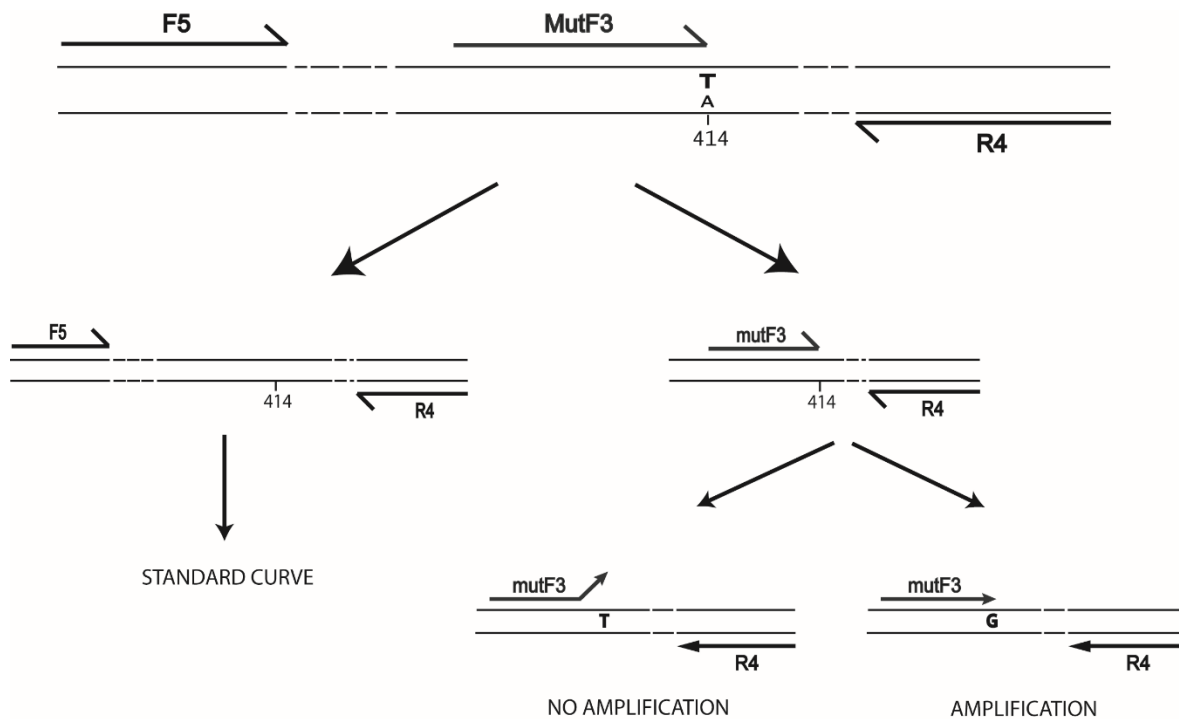 F5
MutF3
T
A
414
R4
F5
414
R4
mutF3
414
R4
STANDARD CURVE
mutF3
T
R4
NO AMPLIFICATION
mutF3
G
R4
AMPLIFICATION